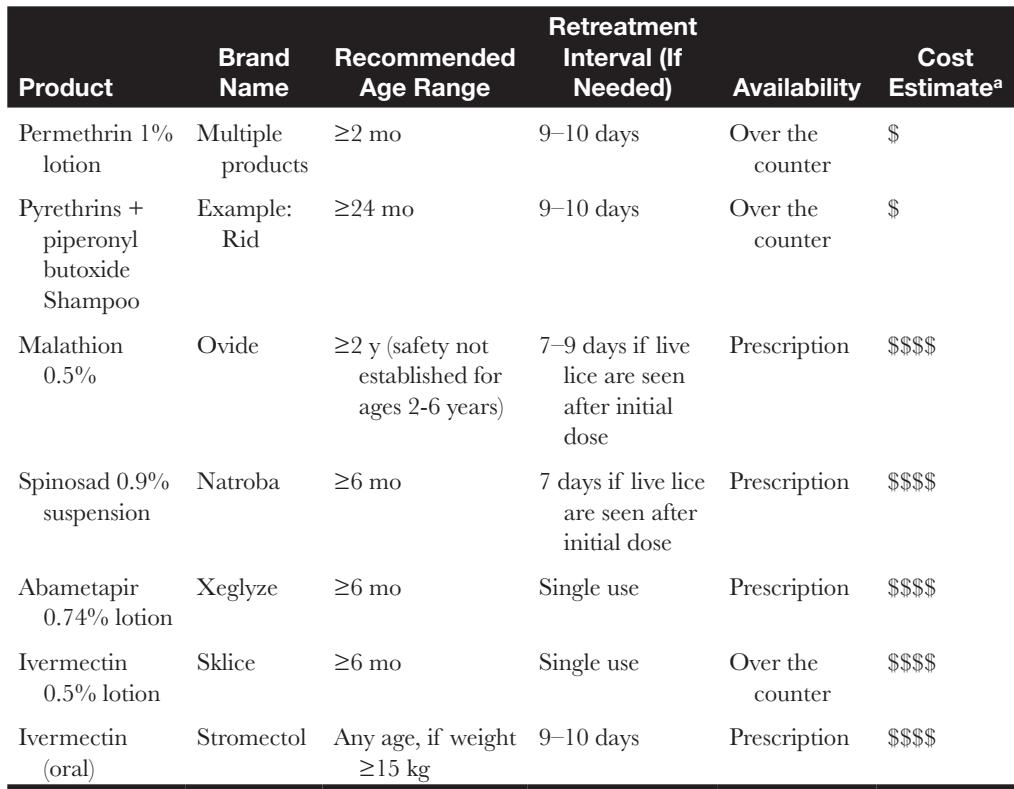 Product Brand Name Recommended Age Range Retreatment Interval (If Needed) Availability Cost Estimateᵃ
Permethrin 1% lotion Multiple products ≥2 mo 9–10 days Over the counter $
Pyrethrins + piperonyl butoxide Shampoo Example: Rid ≥24 mo 9–10 days Over the counter $
Malathion 0.5% Ovide ≥2 y (safety not established for ages 2-6 years) 7–9 days if live lice are seen after initial dose Prescription $$$$
Spinosad 0.9% suspension Natroba ≥6 mo 7 days if live lice are seen after initial dose Prescription $$$$
Abametapir 0.74% lotion Xeglyze ≥6 mo Single use Prescription $$$$
Ivermectin 0.5% lotion Sklice ≥6 mo Single use Over the counter $$$$
Ivermectin (oral) Stromectol Any age, if weight ≥15 kg 9–10 days Prescription $$$$